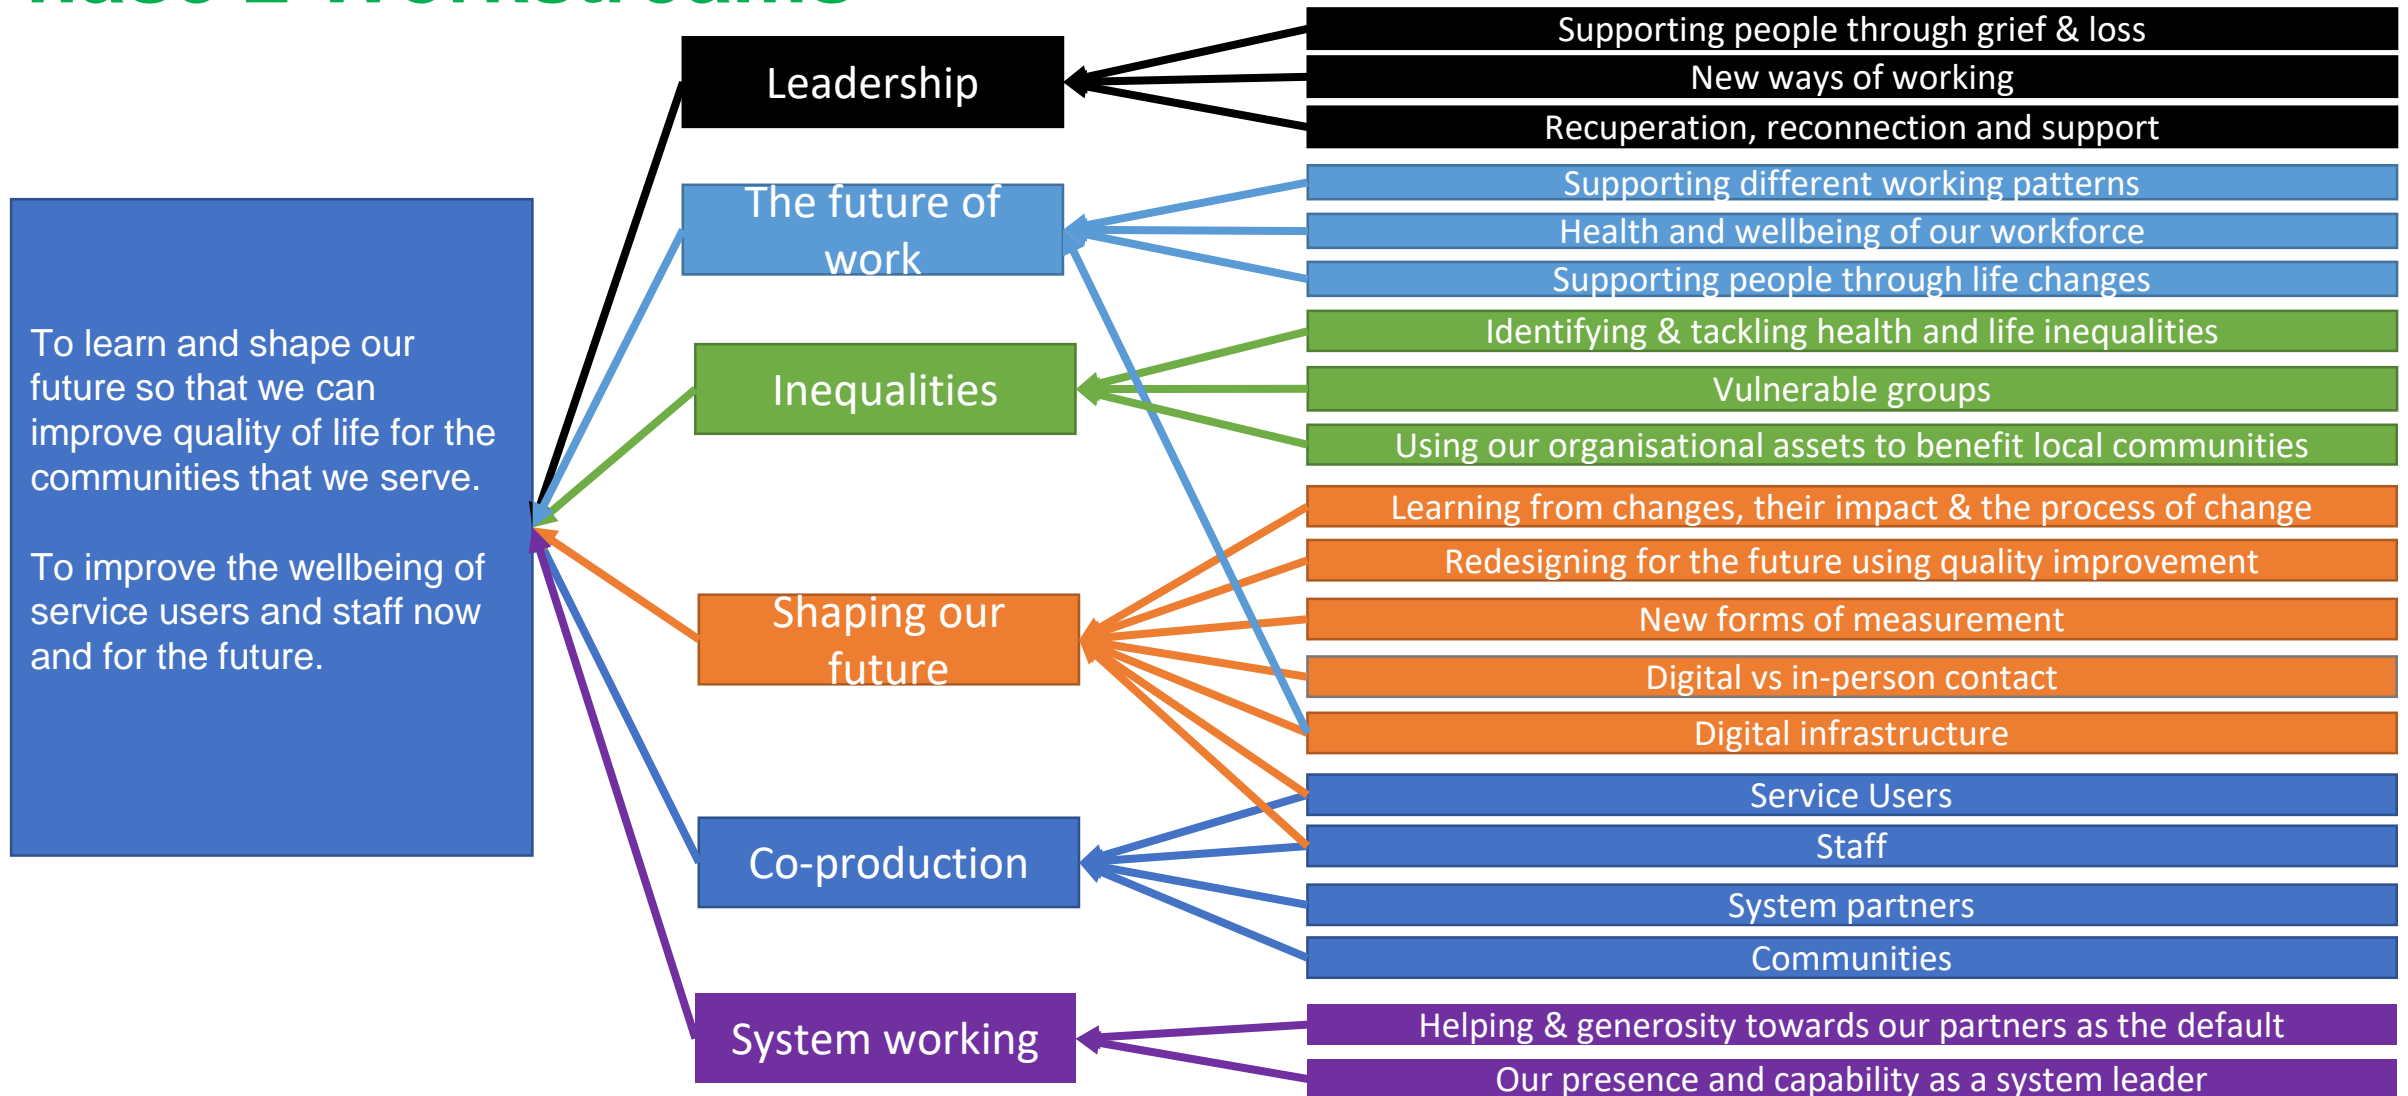 Leadership
The future of
work
Inequalities
Shaping our
future
Co-production
System working
To learn and shape our
future so that we can
improve quality of life for the
communities that we serve.
To improve the wellbeing of
service users and staff now
and for the future.
Supporting people through grief & loss
New ways of working
Recuperation, reconnection and support
Supporting different working patterns
Health and wellbeing of our workforce
Supporting people through life changes
Identifying & tackling health and life inequalities
Vulnerable groups
Using our organisational assets to benefit local communities
Learning from changes, their impact & the process of change
Redesigning for the future using quality improvement
New forms of measurement
Digital vs in-person contact
Digital infrastructure
Service Users
Staff
System partners
Communities
Helping & generosity towards our partners as the default
Our presence and capability as a system leader